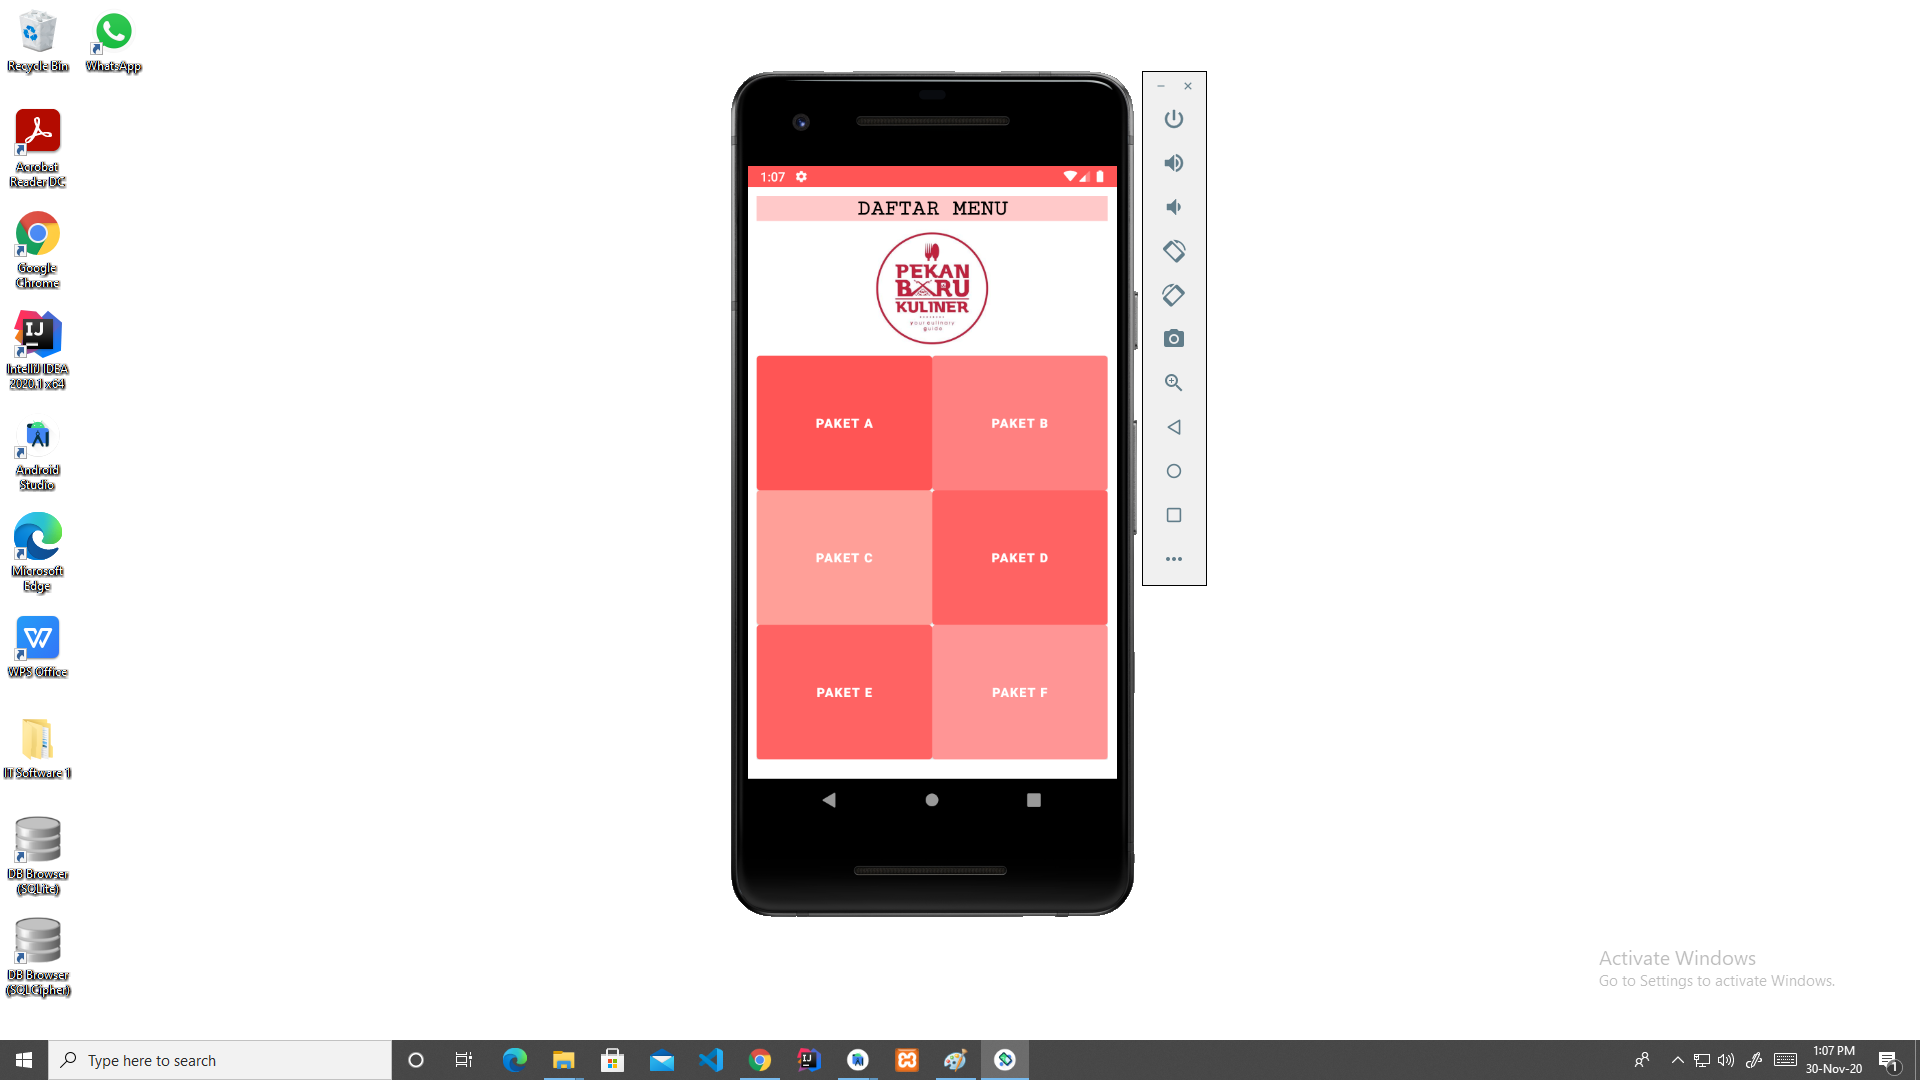 Recycle Bin
WhatsApp
Acrobat
Reader DC
Google
Chrome
IntelliJ IDEA
2020.1 x64
Android
Studio
Microsoft
Edge
WPS Office
IT Software 1
DB Browser
(SQLite)
DB Browser
(SQLCipher)
1:07
DAFTAR MENU
PEKAN
BARU
KULINER
your culinary
guide
PAKET A
PAKET B
PAKET C
PAKET D
PAKET E
PAKET F
Activate Windows
Go to Settings to activate Windows.
Type here to search
1:07 PM
30-Nov-20
1